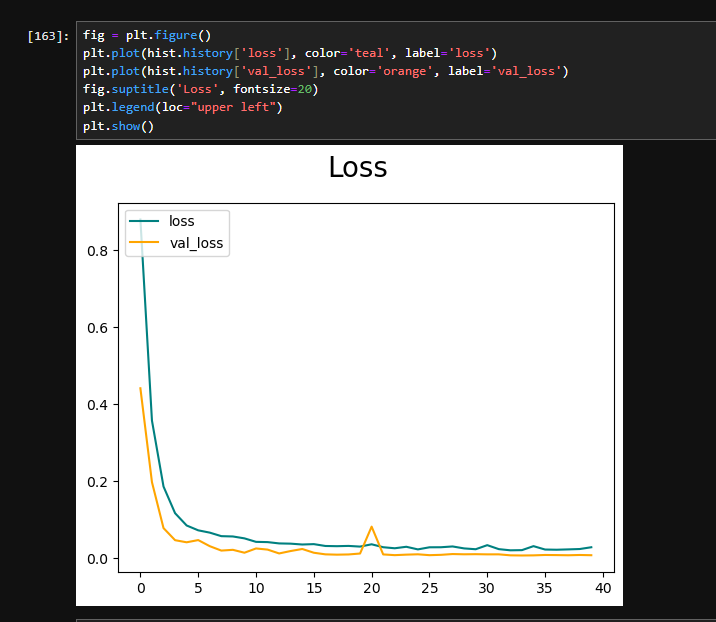 [163]:
fig = plt.figure()
plt.plot(hist.history['loss'], color='teal', label='loss')
plt.plot(hist.history['val_loss'], color='orange', label='val_loss')
fig.suptitle('Loss', fontsize=20)
plt.legend(loc="upper left")
plt.show()
Loss
loss
val_loss
0.8
0.6
0.4
0.2
0.0
0 5 10 15 20 25 30 35 40